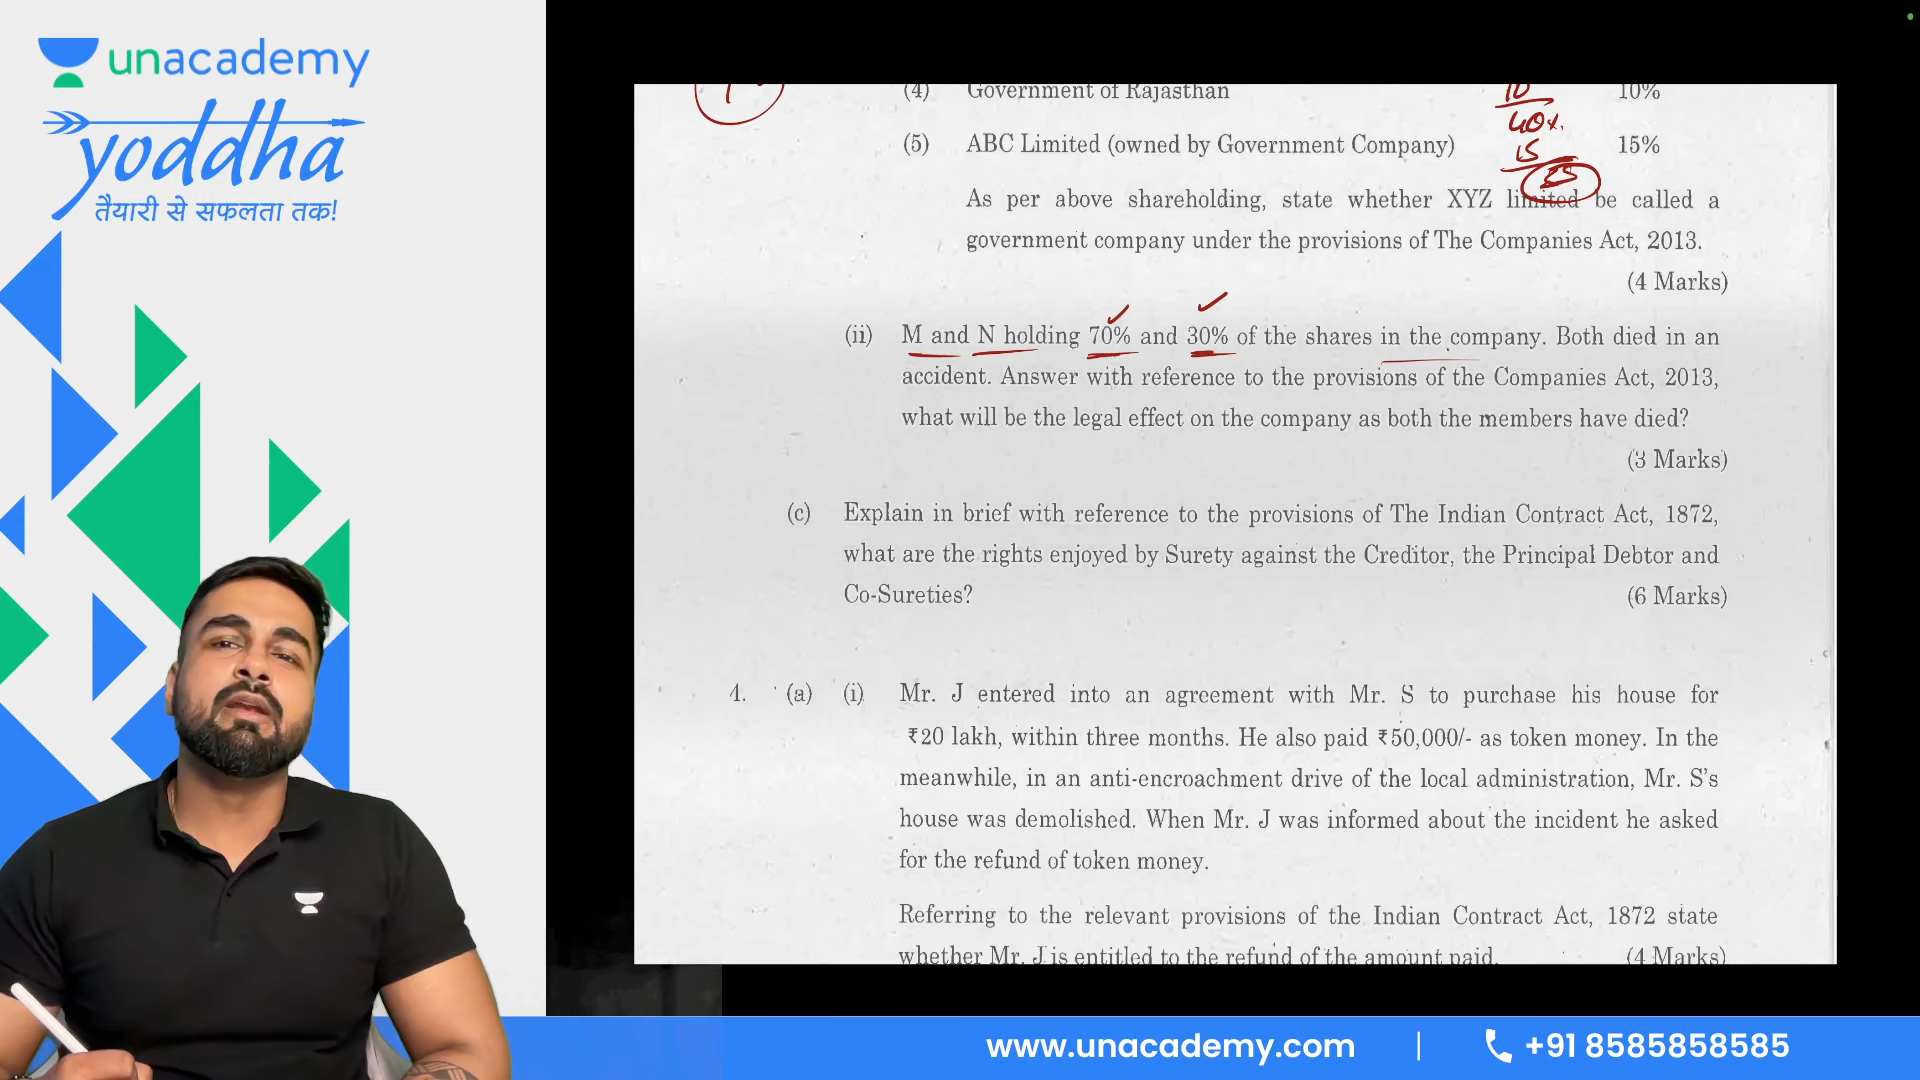 unacademy
yoddha
तैयारी से सफलता तक!
(4) Government of Rajasthan 10%
10
40%.
(5) ABC Limited (owned by Government Company) 15%
15
55
As per above shareholding, state whether XYZ limited be called a
government company under the provisions of The Companies Act, 2013.
(4 Marks)
(ii) M and N holding 70% and 30% of the shares in the company. Both died in an
accident. Answer with reference to the provisions of the Companies Act, 2013,
what will be the legal effect on the company as both the members have died?
(3 Marks)
(c) Explain in brief with reference to the provisions of The Indian Contract Act, 1872,
what are the rights enjoyed by Surety against the Creditor, the Principal Debtor and
Co-Sureties? (6 Marks)
4. (a) (i) Mr. J entered into an agreement with Mr. S to purchase his house for
₹20 lakh, within three months. He also paid ₹50,000/- as token money. In the
meanwhile, in an anti-encroachment drive of the local administration, Mr. S's
house was demolished. When Mr. J was informed about the incident he asked
for the refund of token money.
Referring to the relevant provisions of the Indian Contract Act, 1872 state
whether Mr. J is entitled to the refund of the amount paid. (4 Marks)
www.unacademy.com | +91 8585858585